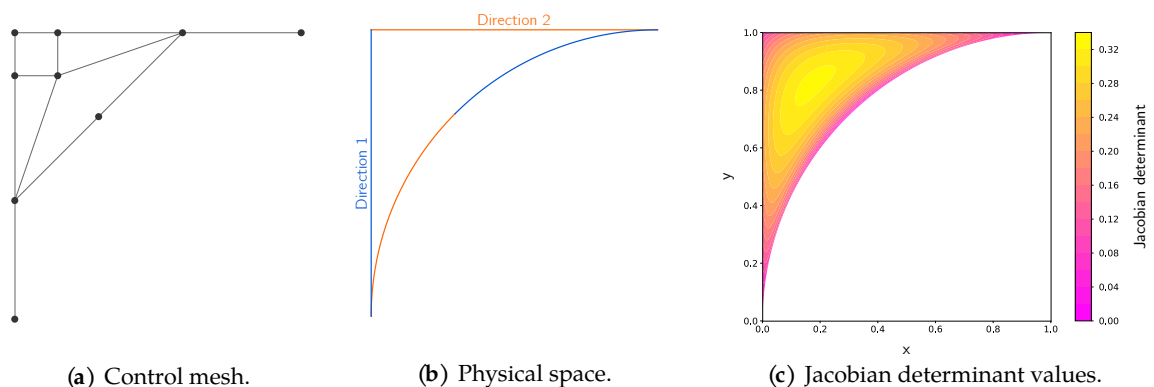 Direction 2
Direction 1
1.0
0.8
0.6
0.4
0.2
0.0
y
0.0 0.2 0.4 0.6 0.8 1.0
x
0.32
0.28
0.24
0.20
0.16
0.12
0.08
0.04
0.00
Jacobian determinant
(a) Control mesh.
(b) Physical space.
(c) Jacobian determinant values.